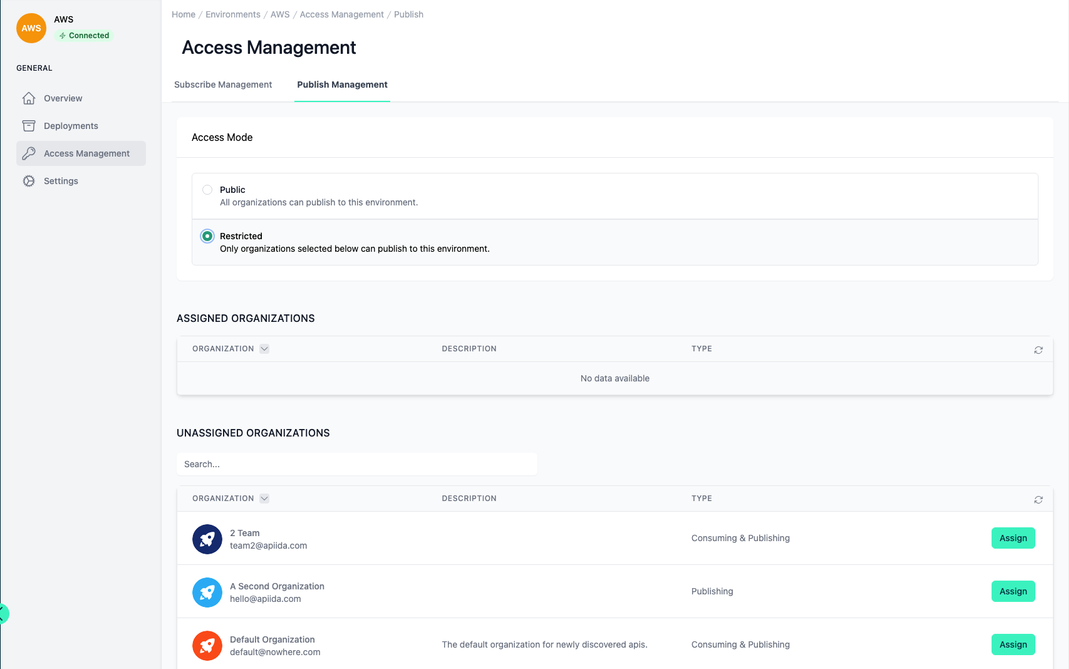 AWS
AWS
Connected
GENERAL
Overview
Deployments
Access Management
Settings
Home / Environments / AWS / Access Management / Publish
Access Management
Subscribe Management Publish Management
Access Mode
Public
All organizations can publish to this environment.
Restricted
Only organizations selected below can publish to this environment.
ASSIGNED ORGANIZATIONS
ORGANIZATION DESCRIPTION TYPE
No data available
UNASSIGNED ORGANIZATIONS
Search...
ORGANIZATION DESCRIPTION TYPE
2 Team
team2@apiida.com
Consuming & Publishing
Assign
A Second Organization
hello@apiida.com
Publishing
Assign
Default Organization
default@nowhere.com
The default organization for newly discovered apis.
Consuming & Publishing
Assign